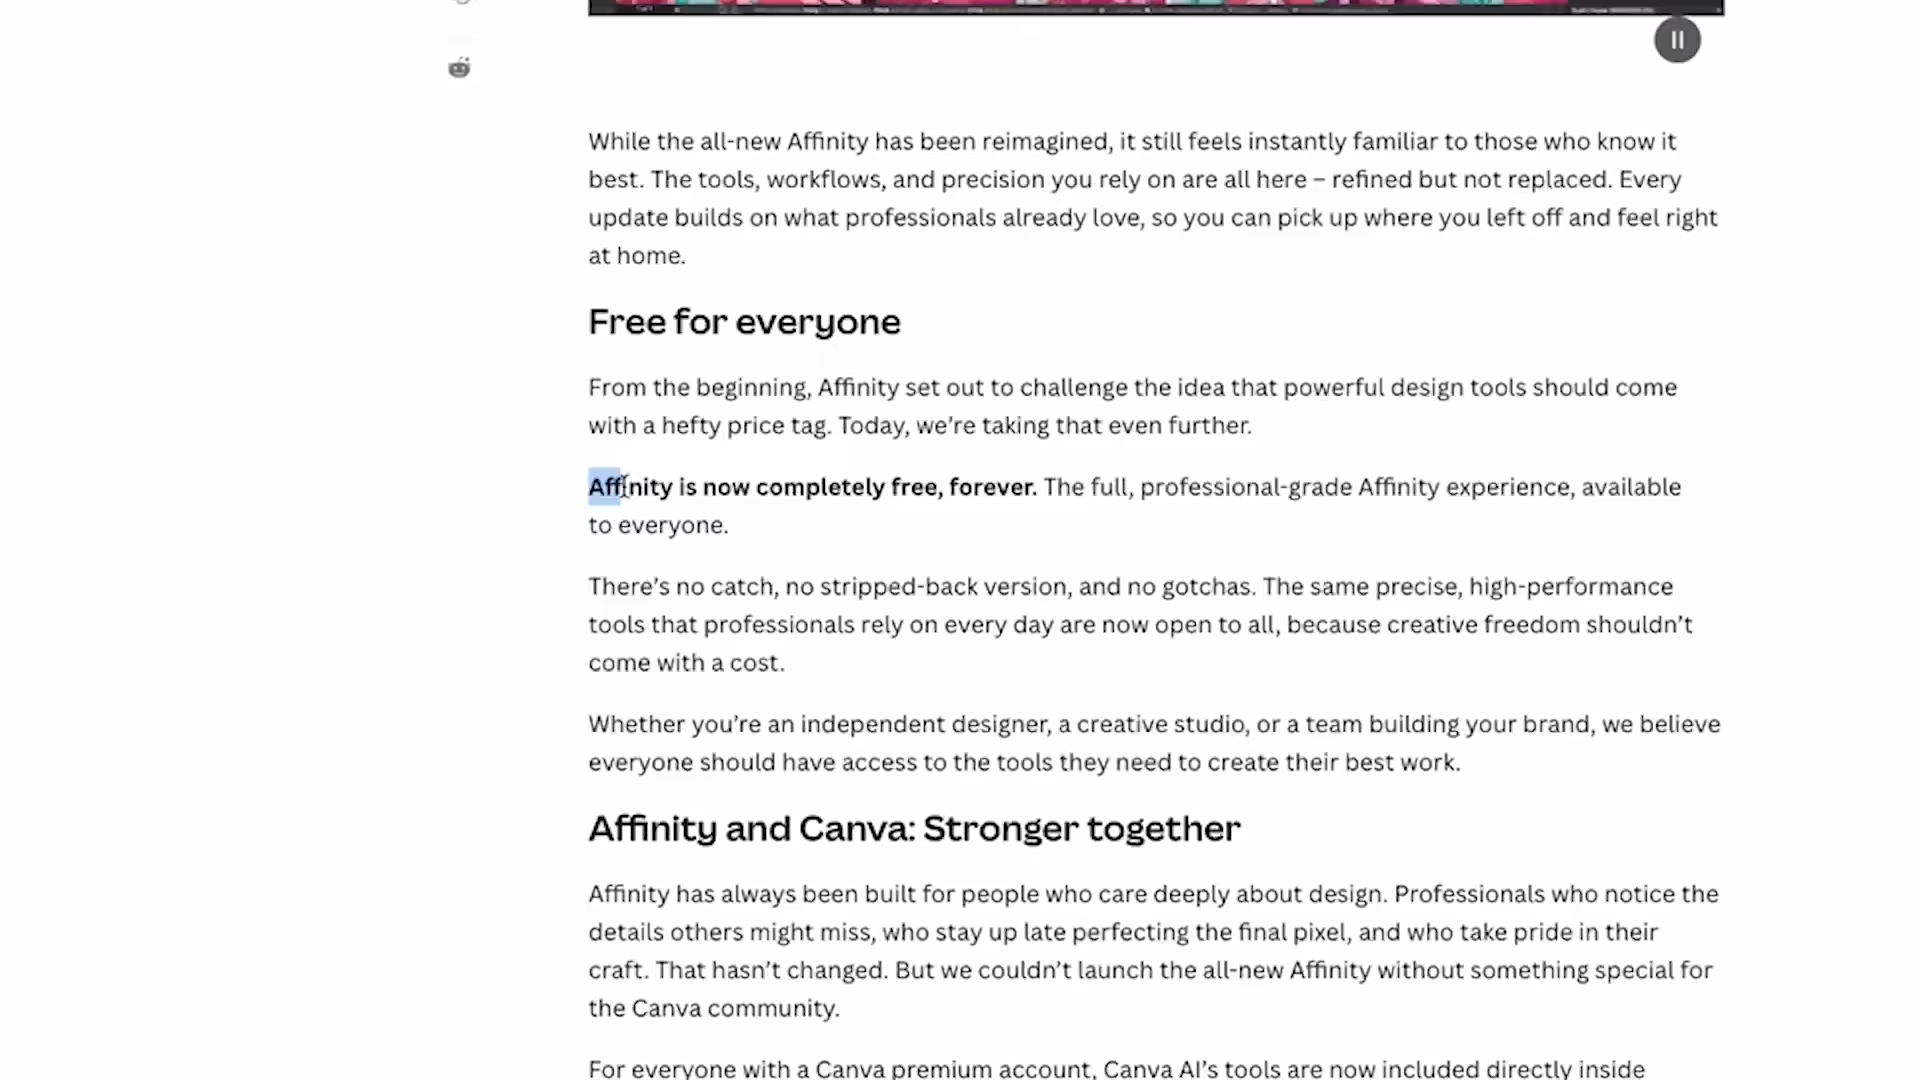 While the all-new Affinity has been reimagined, it still feels instantly familiar to those who know it
best. The tools, workflows, and precision you rely on are all here – refined but not replaced. Every
update builds on what professionals already love, so you can pick up where you left off and feel right
at home.
Free for everyone
From the beginning, Affinity set out to challenge the idea that powerful design tools should come
with a hefty price tag. Today, we’re taking that even further.
Affinity is now completely free, forever. The full, professional-grade Affinity experience, available
to everyone.
There’s no catch, no stripped-back version, and no gotchas. The same precise, high-performance
tools that professionals rely on every day are now open to all, because creative freedom shouldn’t
come with a cost.
Whether you’re an independent designer, a creative studio, or a team building your brand, we believe
everyone should have access to the tools they need to create their best work.
Affinity and Canva: Stronger together
Affinity has always been built for people who care deeply about design. Professionals who notice the
details others might miss, who stay up late perfecting the final pixel, and who take pride in their
craft. That hasn’t changed. But we couldn’t launch the all-new Affinity without something special for
the Canva community.
For everyone with a Canva premium account, Canva AI’s tools are now included directly inside